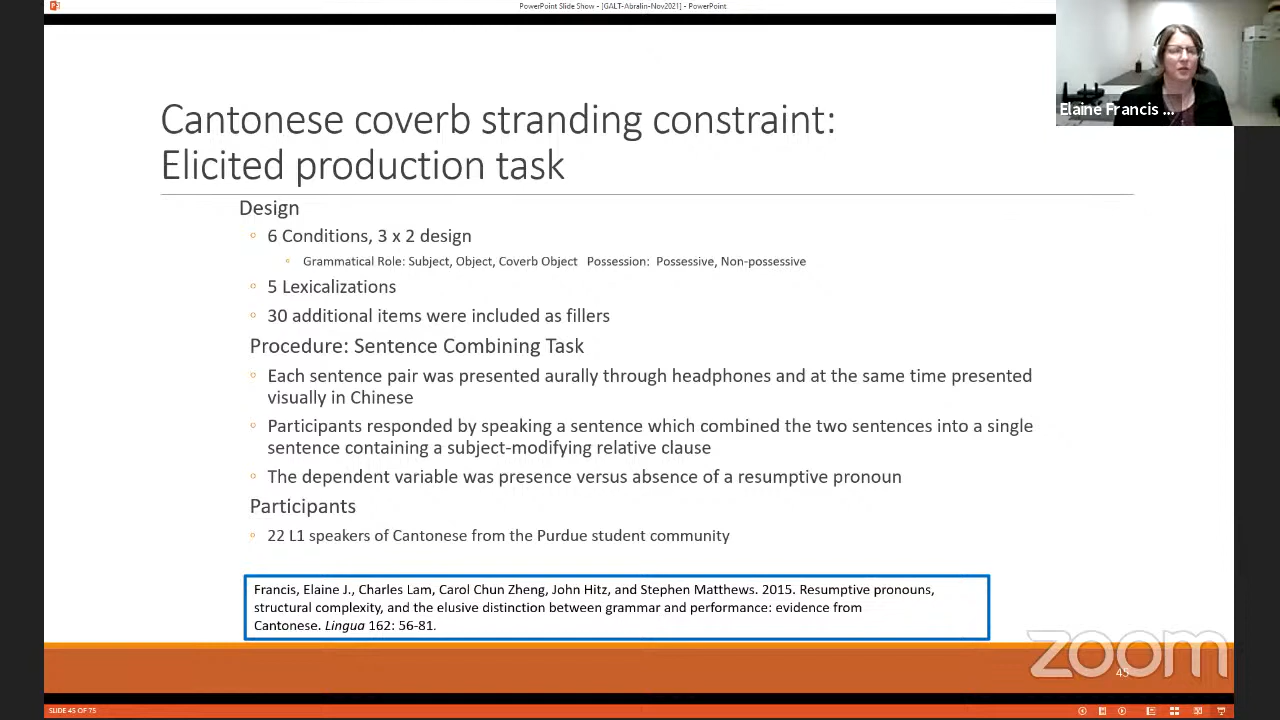 PowerPoint Slide Show - [GALT-Abralin-Nov2021] - PowerPoint
Elaine Francis ...
Cantonese coverb stranding constraint:
Elicited production task
Design
6 Conditions, 3 x 2 design
Grammatical Role: Subject, Object, Coverb Object Possession: Possessive, Non-possessive
5 Lexicalizations
30 additional items were included as fillers
Procedure: Sentence Combining Task
Each sentence pair was presented aurally through headphones and at the same time presented
visually in Chinese
Participants responded by speaking a sentence which combined the two sentences into a single
sentence containing a subject-modifying relative clause
The dependent variable was presence versus absence of a resumptive pronoun
Participants
22 L1 speakers of Cantonese from the Purdue student community
Francis, Elaine J., Charles Lam, Carol Chun Zheng, John Hitz, and Stephen Matthews. 2015. Resumptive pronouns,
structural complexity, and the elusive distinction between grammar and performance: evidence from
Cantonese. Lingua 162: 56-81.
zoom
45
SLIDE 45 OF 75